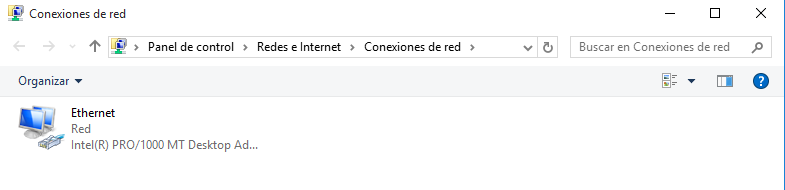 Conexiones de red
Panel de control Redes e Internet Conexiones de red Buscar en Conexiones de red
Organizar
Ethernet
Red
Intel(R) PRO/1000 MT Desktop Ad...